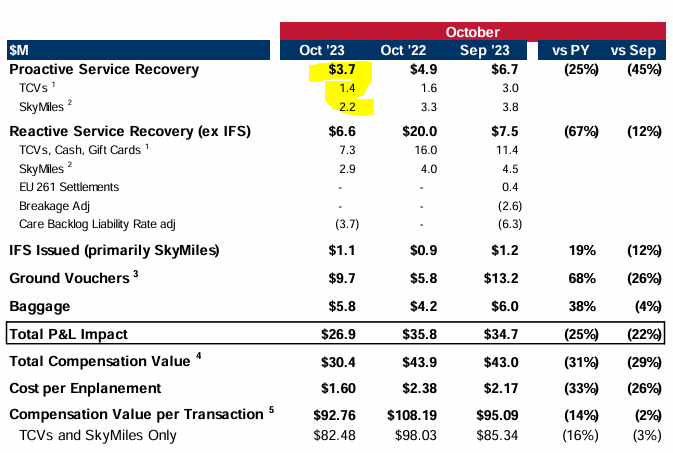 October
$M Oct '23 Oct '22 Sep '23 vs PY vs Sep
Proactive Service Recovery $3.7 $4.9 $6.7 (25%) (45%)
TCVs 1 1.4 1.6 3.0
SkyMiles 2 2.2 3.3 3.8
Reactive Service Recovery (ex IFS) $6.6 $20.0 $7.5 (67%) (12%)
TCVs, Cash, Gift Cards 1 7.3 16.0 11.4
SkyMiles 2 2.9 4.0 4.5
EU 261 Settlements - - 0.4
Breakage Adj - - (2.6)
Care Backlog Liability Rate adj (3.7) - (6.3)
IFS Issued (primarily SkyMiles) $1.1 $0.9 $1.2 19% (12%)
Ground Vouchers 3 $9.7 $5.8 $13.2 68% (26%)
Baggage $5.8 $4.2 $6.0 38% (4%)
Total P&L Impact $26.9 $35.8 $34.7 (25%) (22%)
Total Compensation Value 4 $30.4 $43.9 $43.0 (31%) (29%)
Cost per Enplanement $1.60 $2.38 $2.17 (33%) (26%)
Compensation Value per Transaction 5 $92.76 $108.19 $95.09 (14%) (2%)
TCVs and SkyMiles Only $82.48 $98.03 $85.34 (16%) (3%)